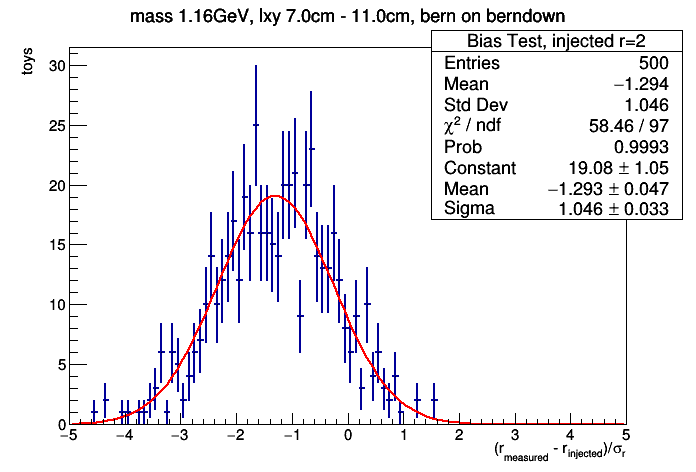 mass 1.16GeV, lxy 7.0cm - 11.0cm, bern on berndown
Bias Test, injected r=2
Entries 500
Mean −1.294
Std Dev 1.046
χ² / ndf 58.46 / 97
Prob 0.9993
Constant 19.08 ± 1.05
Mean −1.293 ± 0.047
Sigma 1.046 ± 0.033
toys
30
25
20
15
10
5
0
−5 −4 −3 −2 −1 0 1 2 3 4 5
(r_measured - r_injected)/σ_r